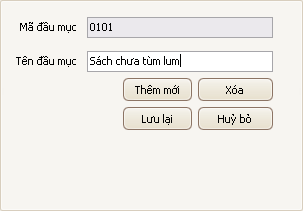 Mã đầu mục 0101
Tên đầu mục Sách chưa tùm lum
Thêm mới Xóa
Lưu lại Huỷ bỏ